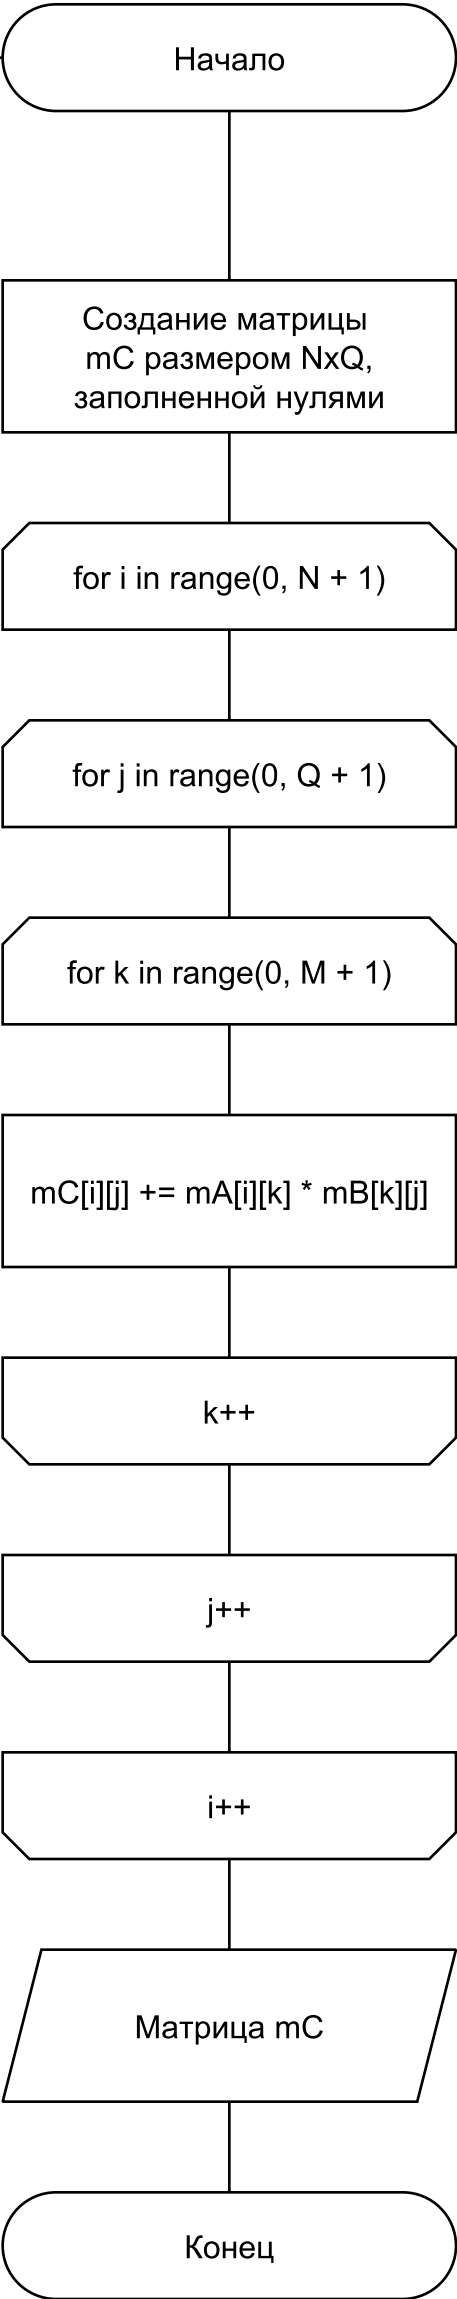 Начало
Создание матрицы
mC размером NxQ,
заполненной нулями
for i in range(0, N + 1)
for j in range(0, Q + 1)
for k in range(0, M + 1)
mC[i][j] += mA[i][k] * mB[k][j]
k++
j++
i++
Матрица mC
Конец